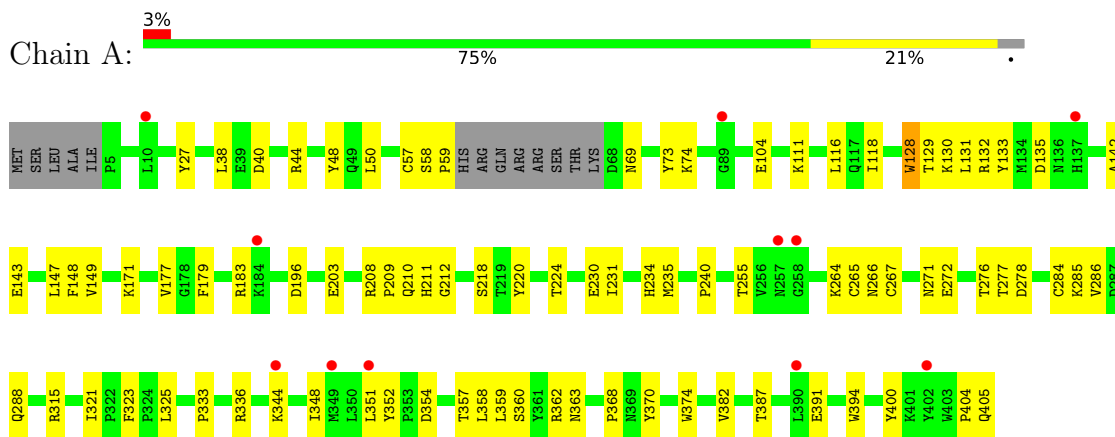 3%
Chain A:
75% 21% •
MET SER LEU ALA ILE P5 L10 Y27 L38 E39 D40 R44 Y48 Q49 L50 C57 S58 P59 HIS ARG GLN ARG ARG SER THR LYS D68 N69 Y73 K74 G89 E104 K111 L116 Q117 I118 W128 T129 K130 L131 R132 Y133 M134 D135 N136 H137 A142
E143 L147 F148 V149 K171 V177 G178 F179 R183 K184 D196 E203 R208 P209 Q210 H211 G212 S218 T219 Y220 T224 E230 I231 H234 M235 P240 T255 V256 N257 G258 K264 C265 N266 C267 N271 E272 T276 T277 D278 C284 K285 V286 D287
Q288 R315 I321 P322 F323 P324 L325 P333 R336 K344 I348 M349 L350 L351 Y352 P353 D354 T357 L358 L359 S360 Y361 R362 N363 P368 N369 Y370 W374 V382 T387 L390 E391 W394 Y400 K401 Y402 W403 P404 Q405